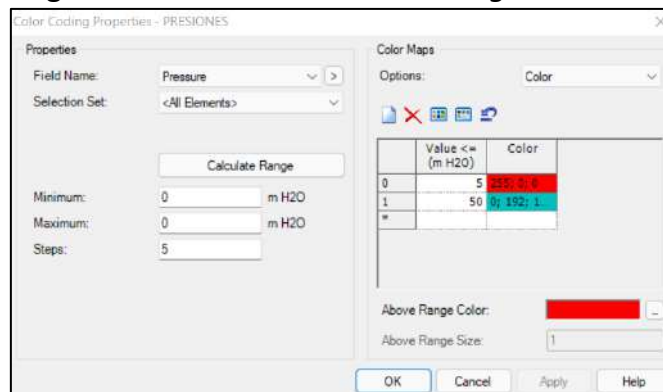 Color Coding Properties - PRESIONES
Properties
Field Name: Pressure >
Selection Set: <All Elements>
Calculate Range
Minimum: 0 m H2O
Maximum: 0 m H2O
Steps: 5
Color Maps
Options: Color
Value <= (m H2O) Color
0 5 255; 0; 0
1 50 0; 192; 1...
*
Above Range Color: ...
Above Range Size: 1
OK Cancel Apply Help